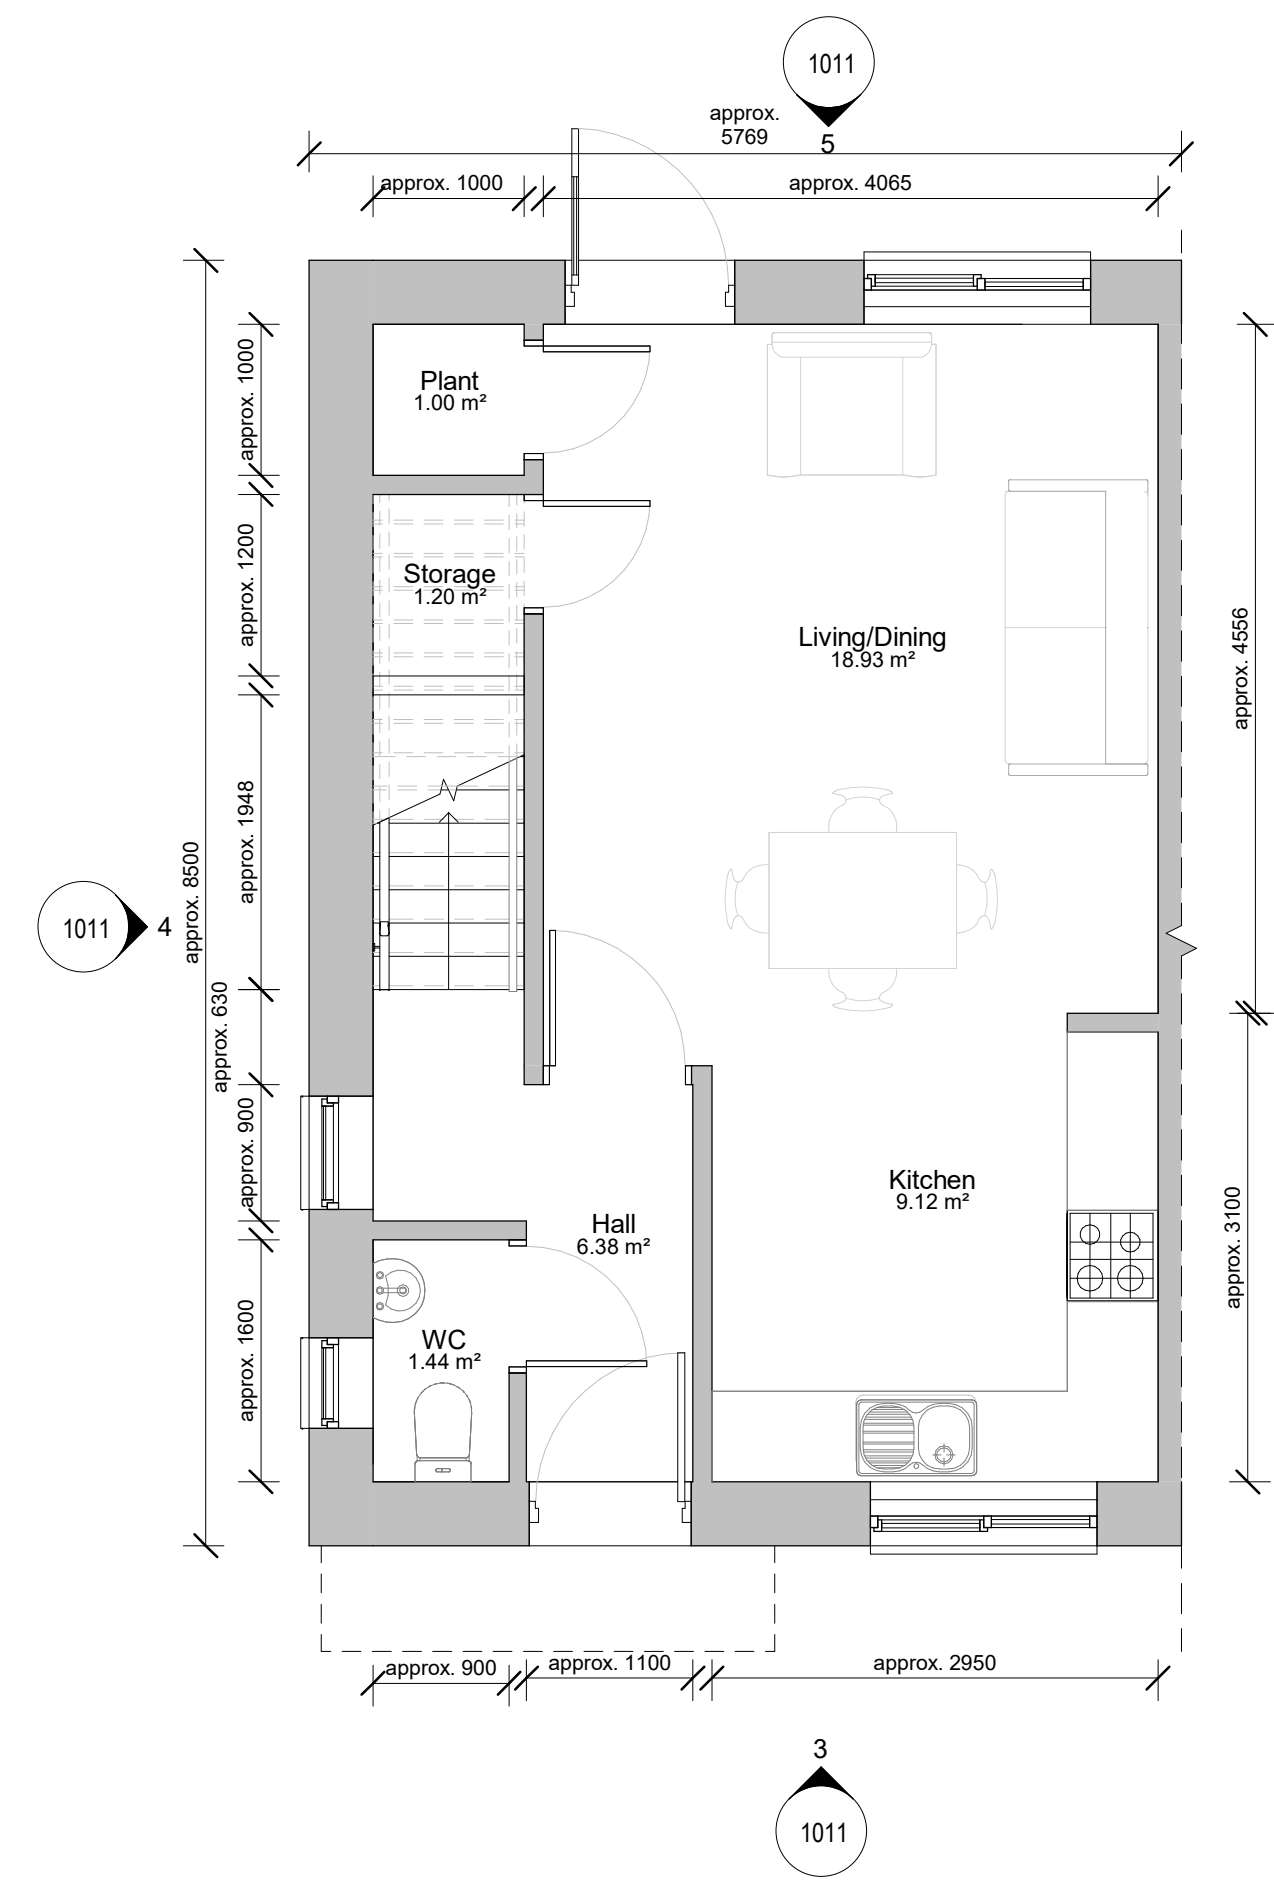 1011
approx.
5769
5
approx. 1000
approx. 4065
approx. 1000
Plant
1.00 m²
approx. 1200
Storage
1.20 m²
Living/Dining
18.93 m²
approx. 4556
approx. 1948
approx. 8500
1011
4
approx. 630
approx. 900
Kitchen
9.12 m²
Hall
6.38 m²
approx. 3100
approx. 1600
WC
1.44 m²
approx. 900
approx. 1100
approx. 2950
3
1011